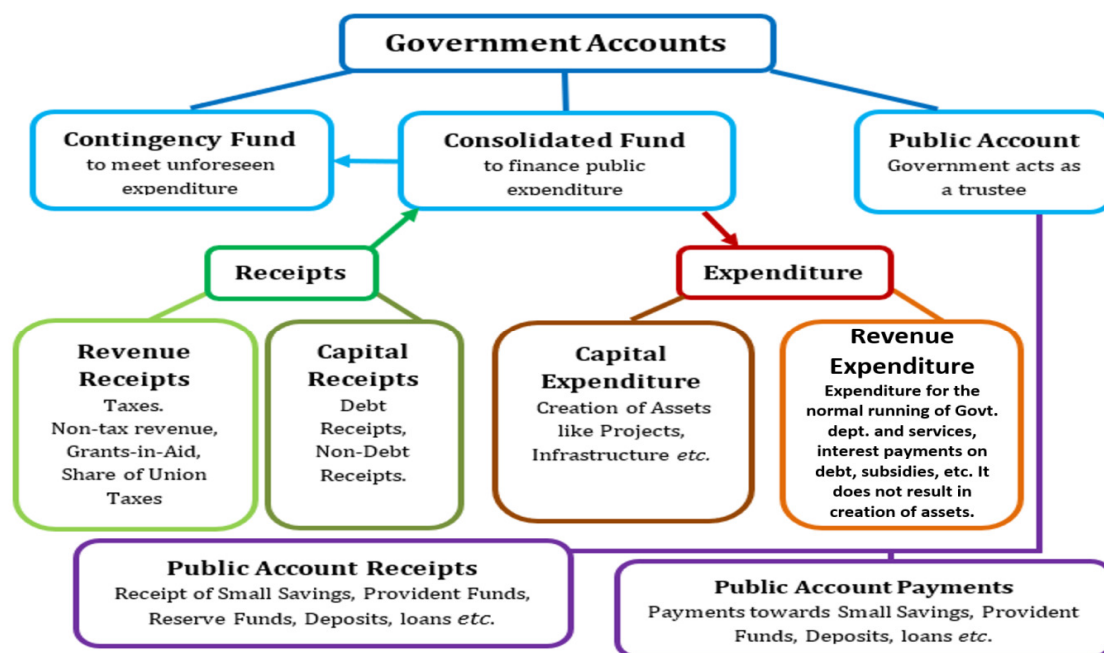 Government Accounts
Contingency Fund
to meet unforeseen
expenditure
Consolidated Fund
to finance public
expenditure
Public Account
Government acts as
a trustee
Receipts
Expenditure
Revenue
Receipts
Taxes.
Non-tax revenue,
Grants-in-Aid,
Share of Union
Taxes
Capital
Receipts
Debt
Receipts,
Non-Debt
Receipts.
Capital
Expenditure
Creation of Assets
like Projects,
Infrastructure etc.
Revenue
Expenditure
Expenditure for the
normal running of Govt.
dept. and services,
interest payments on
debt, subsidies, etc. It
does not result in
creation of assets.
Public Account Receipts
Receipt of Small Savings, Provident Funds,
Reserve Funds, Deposits, loans etc.
Public Account Payments
Payments towards Small Savings, Provident
Funds, Deposits, loans etc.